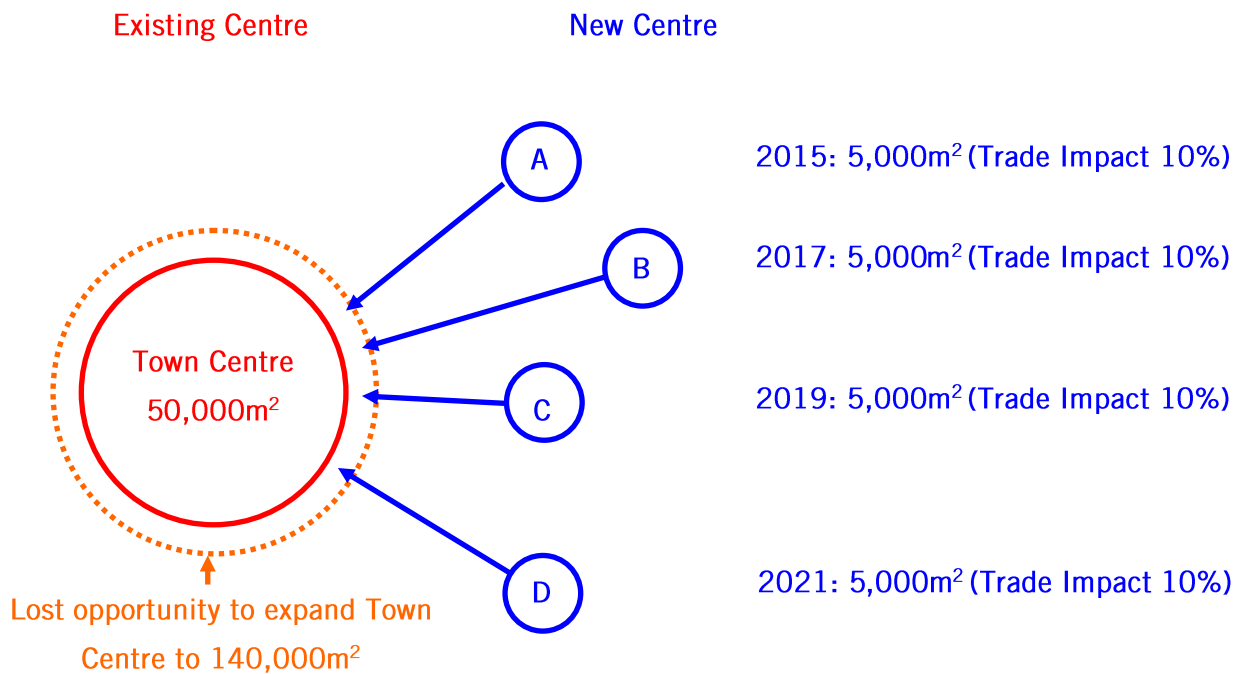 Existing Centre
New Centre
A
2015: 5,000m² (Trade Impact 10%)
B
2017: 5,000m² (Trade Impact 10%)
Town Centre
50,000m²
C
2019: 5,000m² (Trade Impact 10%)
D
2021: 5,000m² (Trade Impact 10%)
Lost opportunity to expand Town
Centre to 140,000m²